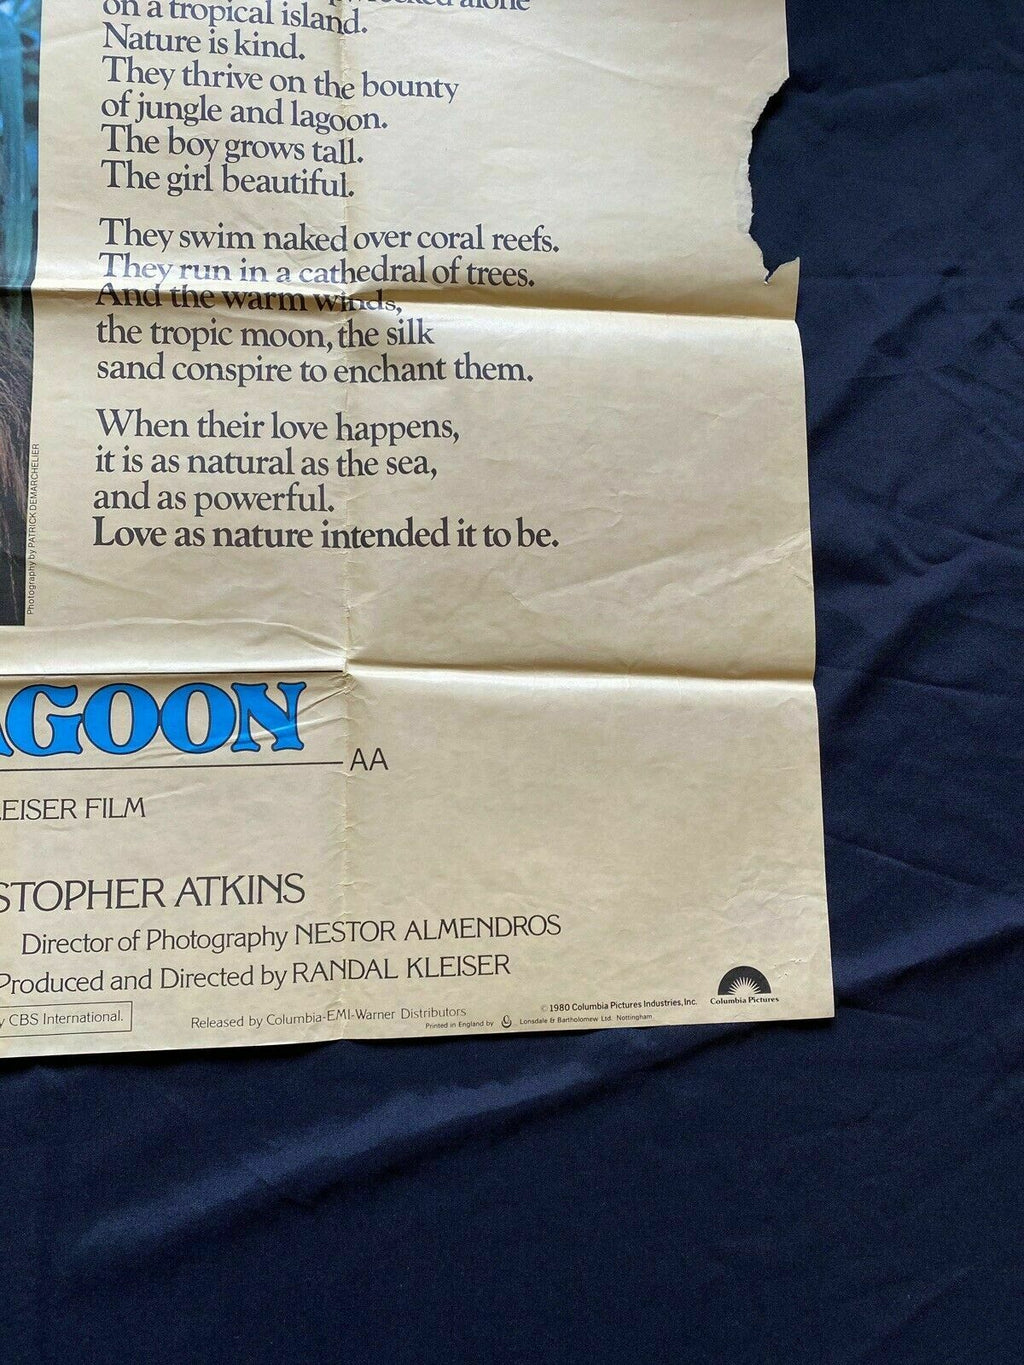 alone
on a tropical island.
Nature is kind.
They thrive on the bounty
of jungle and lagoon.
The boy grows tall.
The girl beautiful.
They swim naked over coral reefs.
They run in a cathedral of trees.
And the warm winds,
the tropic moon, the silk
sand conspire to enchant them.
When their love happens,
it is as natural as the sea,
and as powerful.
Love as nature intended it to be.
Photography by PATRICK DEMARCHELIER
AGOON
AA
LEISER FILM
STOPHER ATKINS
Director of Photography NESTOR ALMENDROS
Produced and Directed by RANDAL KLEISER
y CBS International.
Released by Columbia-EMI-Warner Distributors
© 1980 Columbia Pictures Industries, Inc.
Printed in England by Lonsdale & Bartholomew Ltd. Nottingham
Columbia Pictures